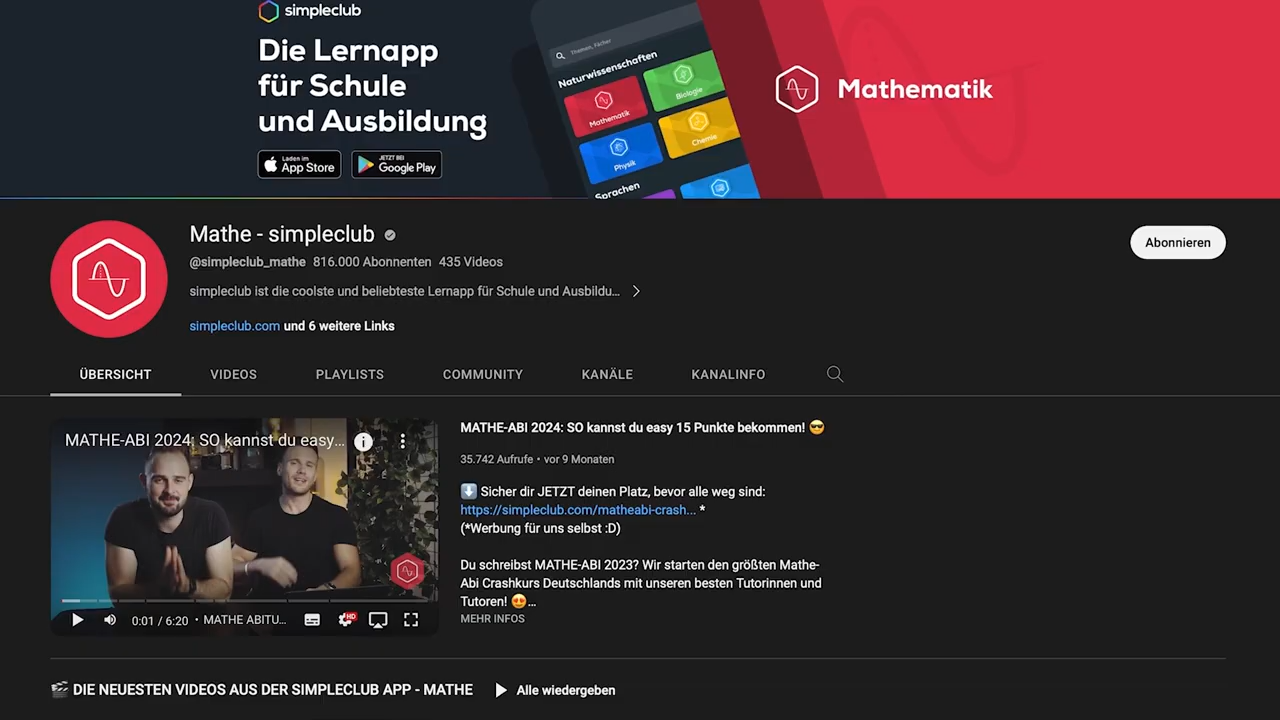 simpleclub
Die Lernapp
für Schule
und Ausbildung
Laden im
App Store
JETZT BEI
Google Play
Themen, Fächer
Naturwissenschaften
Mathematik
Biologie
Physik
Chemie
Sprachen
Mathematik
Mathe - simpleclub
@simpleclub_mathe 816.000 Abonnenten 435 Videos
simpleclub ist die coolste und beliebteste Lernapp für Schule und Ausbildu...
simpleclub.com und 6 weitere Links
Abonnieren
ÜBERSICHT VIDEOS PLAYLISTS COMMUNITY KANÄLE KANALINFO
MATHE-ABI 2024: SO kannst du easy...
0:01 / 6:20 • MATHE ABITU... HD
MATHE-ABI 2024: SO kannst du easy 15 Punkte bekommen! 😎
35.742 Aufrufe • vor 9 Monaten
⬇️ Sicher dir JETZT deinen Platz, bevor alle weg sind:
https://simpleclub.com/matheabi-crash... *
(*Werbung für uns selbst :D)
Du schreibst MATHE-ABI 2023? Wir starten den größten Mathe-
Abi Crashkurs Deutschlands mit unseren besten Tutorinnen und
Tutoren! 😍...
MEHR INFOS
🎬 DIE NEUESTEN VIDEOS AUS DER SIMPLECLUB APP - MATHE Alle wiedergeben